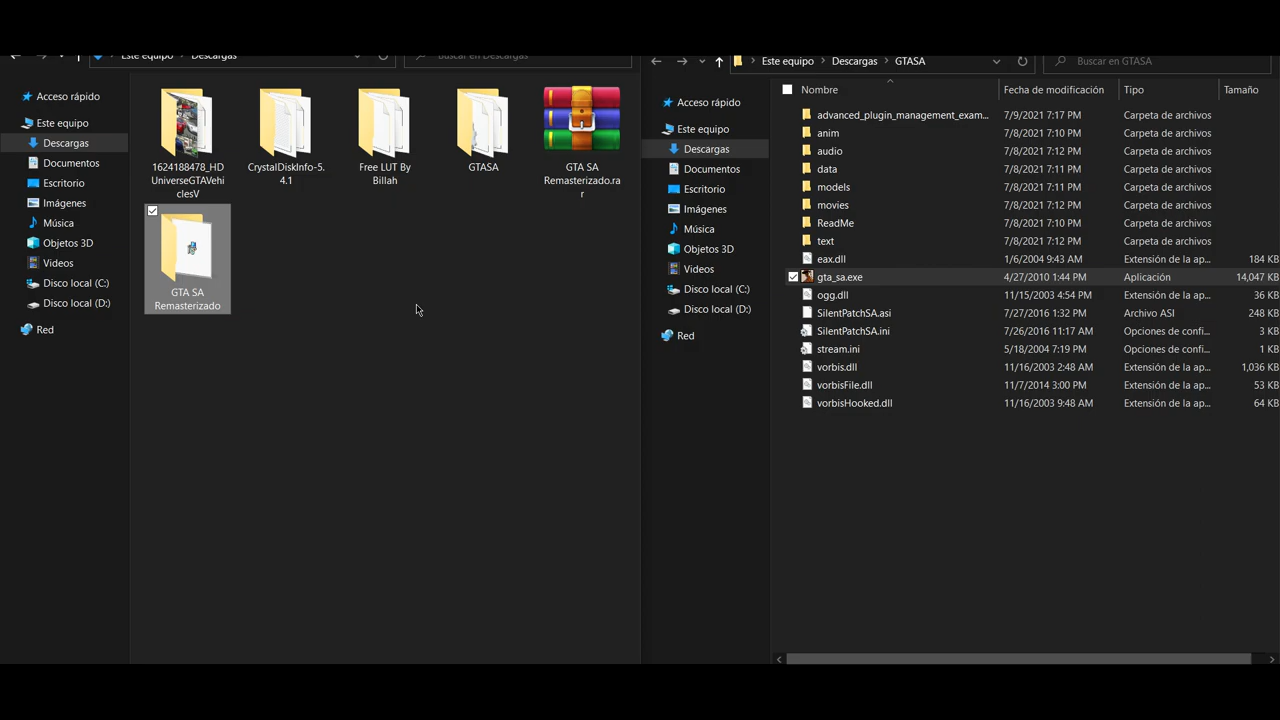 Este equipo Descargas
Buscar en Descargas
Acceso rápido
Este equipo
Descargas
Documentos
Escritorio
Imágenes
Música
Objetos 3D
Videos
Disco local (C:)
Disco local (D:)
Red
1624188478_HD
UniverseGTAVehi
clesV
CrystalDiskInfo-5.
4.1
Free LUT By
Billah
GTASA
GTA SA
Remasterizado.ra
r
GTA SA
Remasterizado
Este equipo Descargas GTASA
Buscar en GTASA
Acceso rápido
Este equipo
Descargas
Documentos
Escritorio
Imágenes
Música
Objetos 3D
Videos
Disco local (C:)
Disco local (D:)
Red
Nombre Fecha de modificación Tipo Tamaño
advanced_plugin_management_exam... 7/9/2021 7:17 PM Carpeta de archivos
anim 7/8/2021 7:10 PM Carpeta de archivos
audio 7/8/2021 7:12 PM Carpeta de archivos
data 7/8/2021 7:11 PM Carpeta de archivos
models 7/8/2021 7:11 PM Carpeta de archivos
movies 7/8/2021 7:12 PM Carpeta de archivos
ReadMe 7/8/2021 7:10 PM Carpeta de archivos
text 7/8/2021 7:12 PM Carpeta de archivos
eax.dll 1/6/2004 9:43 AM Extensión de la ap... 184 KB
gta_sa.exe 4/27/2010 1:44 PM Aplicación 14,047 KB
ogg.dll 11/15/2003 4:54 PM Extensión de la ap... 36 KB
SilentPatchSA.asi 7/27/2016 1:32 PM Archivo ASI 248 KB
SilentPatchSA.ini 7/26/2016 11:17 AM Opciones de confi... 3 KB
stream.ini 5/18/2004 7:19 PM Opciones de confi... 1 KB
vorbis.dll 11/16/2003 2:48 AM Extensión de la ap... 1,036 KB
vorbisFile.dll 11/7/2014 3:00 PM Extensión de la ap... 53 KB
vorbisHooked.dll 11/16/2003 9:48 AM Extensión de la ap... 64 KB